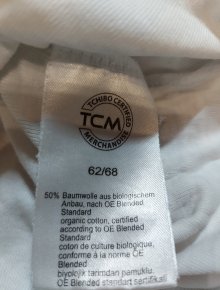 TCHIBO CERTIFIED
TCM
MERCHANDISE
62/68
50% Baumwolle aus biologischem
Anbau, nach OE Blended
Standard
organic cotton, certified
according to OE Blended
Standard
coton de culture biologique,
conforme à la norme OE
Blended
biyolojik tarımdan pamuklu.
OE Blended standart sertifikalı